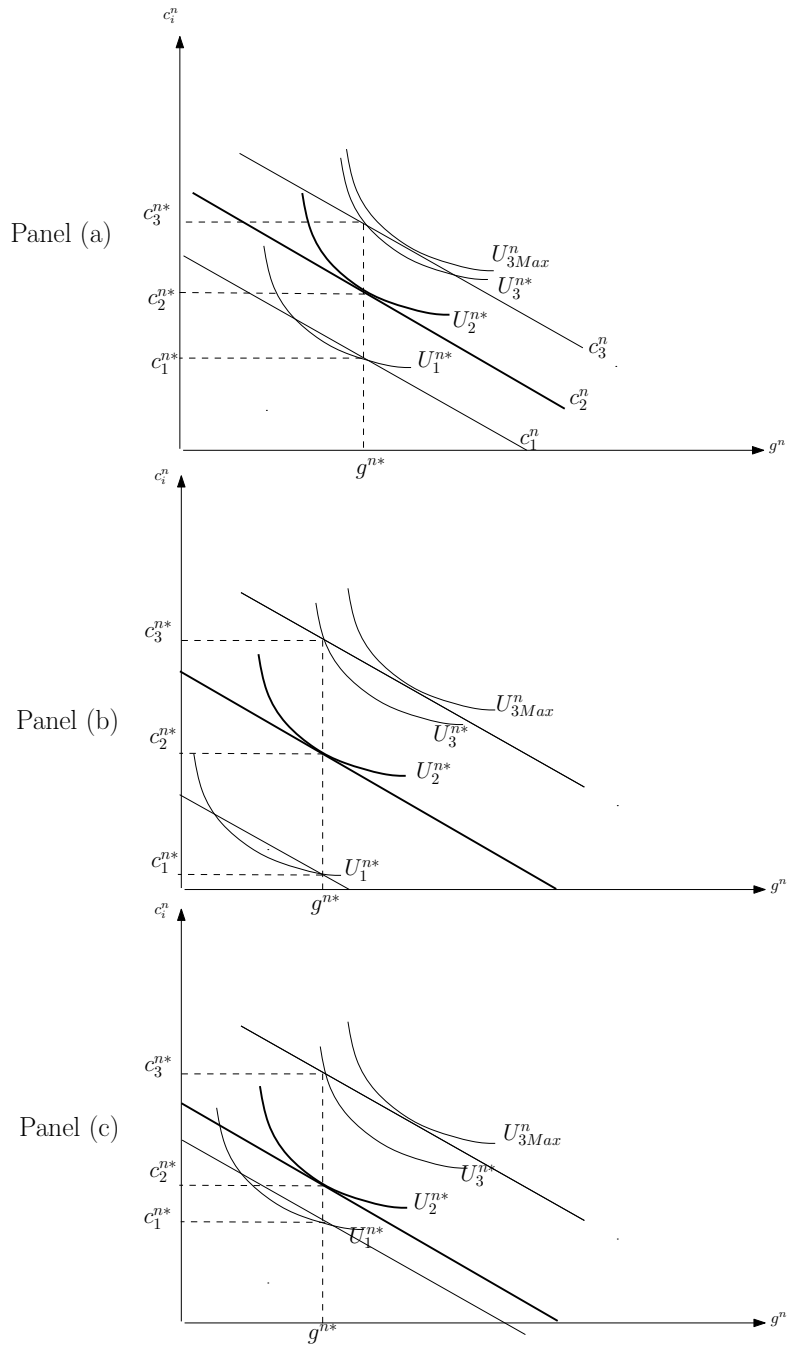 c_i^n
c_3^{n*}
Panel (a)
U_{3Max}^n
U_3^{n*}
c_2^{n*}
U_2^{n*}
c_3^n
c_1^{n*}
U_1^{n*}
c_2^n
c_1^n
g^n
g^{n*}
c_i^n
c_3^{n*}
U_{3Max}^n
Panel (b)
U_3^{n*}
c_2^{n*}
U_2^{n*}
c_1^{n*}
U_1^{n*}
g^n
g^{n*}
c_i^n
c_3^{n*}
Panel (c)
U_{3Max}^n
c_2^{n*}
U_3^{n*}
U_2^{n*}
c_1^{n*}
U_1^{n*}
g^n
g^{n*}